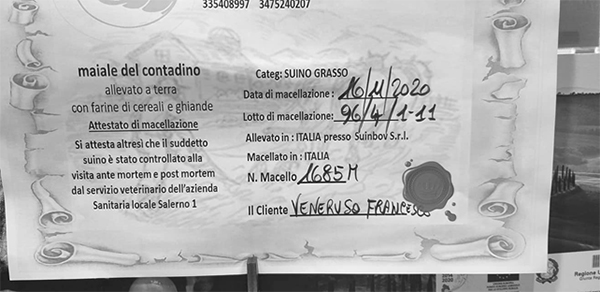 335408997 3475240207
maiale del contadino
allevato a terra
con farine di cereali e ghiande
Attestato di macellazione
Si attesta altresì che il suddetto
suino è stato controllato alla
visita ante mortem e post mortem
dal servizio veterinario dell'azienda
Sanitaria locale Salerno 1
Categ: SUINO GRASSO
Data di macellazione : 16/11/2020
Lotto di macellazione: 96/4/1-11
Allevato in : ITALIA presso Suinbov S.r.l.
Macellato in : ITALIA
N. Macello 1685M
Il Cliente VENERUSO FRANCESCO
Regione